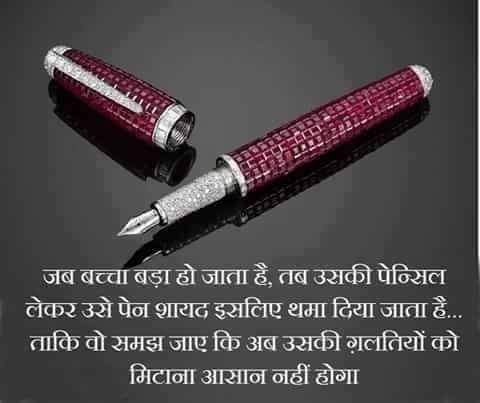 जब बच्चा बड़ा हो जाता है, तब उसकी पेन्सिल
लेकर उसे पेन शायद इसलिए थमा दिया जाता है...
ताकि वो समझ जाए कि अब उसकी ग़लतियों को
मिटाना आसान नहीं होगा